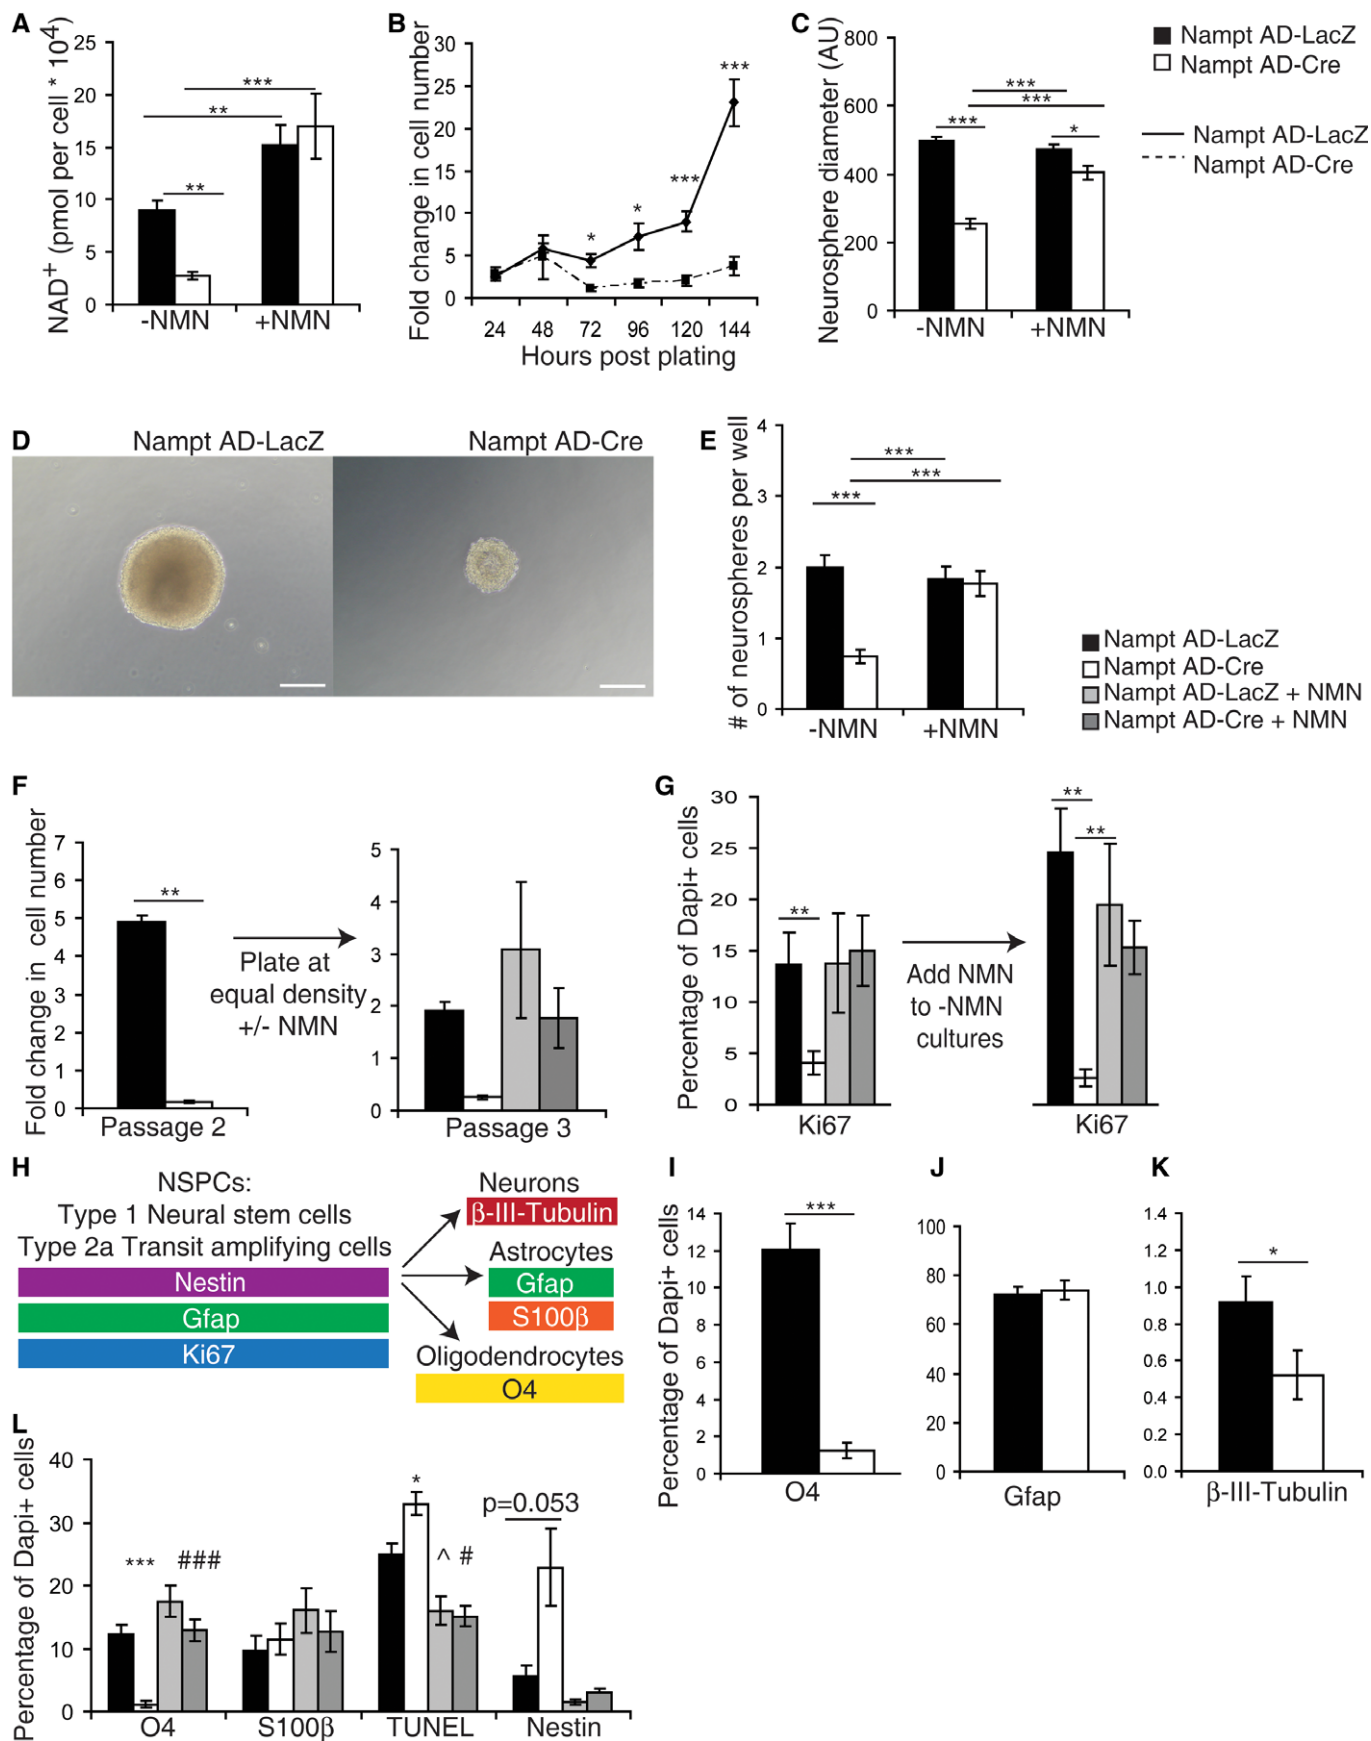 A
NAD+ (pmol per cell * 10⁴)
25
20
15
10
5
0
**
**
***
-NMN
+NMN
B
Fold change in cell number
30
25
20
15
10
5
0
*
*
***
***
24
48
72
96
120
144
Hours post plating
C
Neurosphere diameter (AU)
800
600
400
200
0
***
***
***
*
-NMN
+NMN
Nampt AD-LacZ
Nampt AD-Cre
Nampt AD-LacZ
Nampt AD-Cre
D
Nampt AD-LacZ
Nampt AD-Cre
E
# of neurospheres per well
4
3
2
1
0
***
***
***
-NMN
+NMN
Nampt AD-LacZ
Nampt AD-Cre
Nampt AD-LacZ + NMN
Nampt AD-Cre + NMN
F
Fold change in cell number
7
6
5
4
3
2
1
0
**
Passage 2
Plate at
equal density
+/- NMN
5
4
3
2
1
0
Passage 3
G
Percentage of Dapi+ cells
30
25
20
15
10
5
0
**
Ki67
Add NMN
to -NMN
cultures
**
**
Ki67
H
NSPCs:
Type 1 Neural stem cells
Type 2a Transit amplifying cells
Nestin
Gfap
Ki67
Neurons
β-III-Tubulin
Astrocytes
Gfap
S100β
Oligodendrocytes
O4
I
Percentage of Dapi+ cells
14
12
10
8
6
4
2
0
***
O4
J
100
80
60
40
20
0
Gfap
K
1.4
1.2
1.0
0.8
0.6
0.4
0.2
0.0
*
β-III-Tubulin
L
Percentage of Dapi+ cells
40
30
20
10
0
***
###
*
^
#
p=0.053
O4
S100β
TUNEL
Nestin